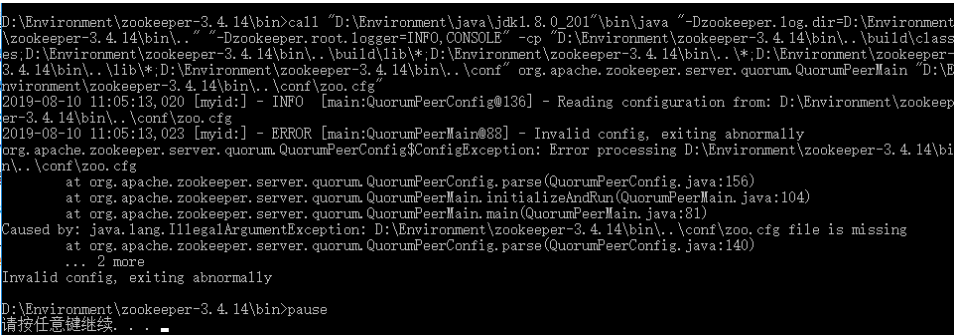 D:\Environment\zookeeper-3.4.14\bin>call "D:\Environment\java\jdk1.8.0_201"\bin\java "-Dzookeeper.log.dir=D:\Environment
\zookeeper-3.4.14\bin\.." "-Dzookeeper.root.logger=INFO,CONSOLE" -cp "D:\Environment\zookeeper-3.4.14\bin\..\build\class
es;D:\Environment\zookeeper-3.4.14\bin\..\build\lib\*;D:\Environment\zookeeper-3.4.14\bin\..\*;D:\Environment\zookeeper-
3.4.14\bin\..\lib\*;D:\Environment\zookeeper-3.4.14\bin\..\conf" org.apache.zookeeper.server.quorum.QuorumPeerMain "D:\E
nvironment\zookeeper-3.4.14\bin\..\conf\zoo.cfg"
2019-08-10 11:05:13,020 [myid:] - INFO  [main:QuorumPeerConfig@136] - Reading configuration from: D:\Environment\zookeep
er-3.4.14\bin\..\conf\zoo.cfg
2019-08-10 11:05:13,023 [myid:] - ERROR [main:QuorumPeerMain@88] - Invalid config, exiting abnormally
org.apache.zookeeper.server.quorum.QuorumPeerConfig$ConfigException: Error processing D:\Environment\zookeeper-3.4.14\bi
n\..\conf\zoo.cfg
at org.apache.zookeeper.server.quorum.QuorumPeerConfig.parse(QuorumPeerConfig.java:156)
at org.apache.zookeeper.server.quorum.QuorumPeerMain.initializeAndRun(QuorumPeerMain.java:104)
at org.apache.zookeeper.server.quorum.QuorumPeerMain.main(QuorumPeerMain.java:81)
Caused by: java.lang.IllegalArgumentException: D:\Environment\zookeeper-3.4.14\bin\..\conf\zoo.cfg file is missing
at org.apache.zookeeper.server.quorum.QuorumPeerConfig.parse(QuorumPeerConfig.java:140)
... 2 more
Invalid config, exiting abnormally
D:\Environment\zookeeper-3.4.14\bin>pause
请按任意键继续. . .